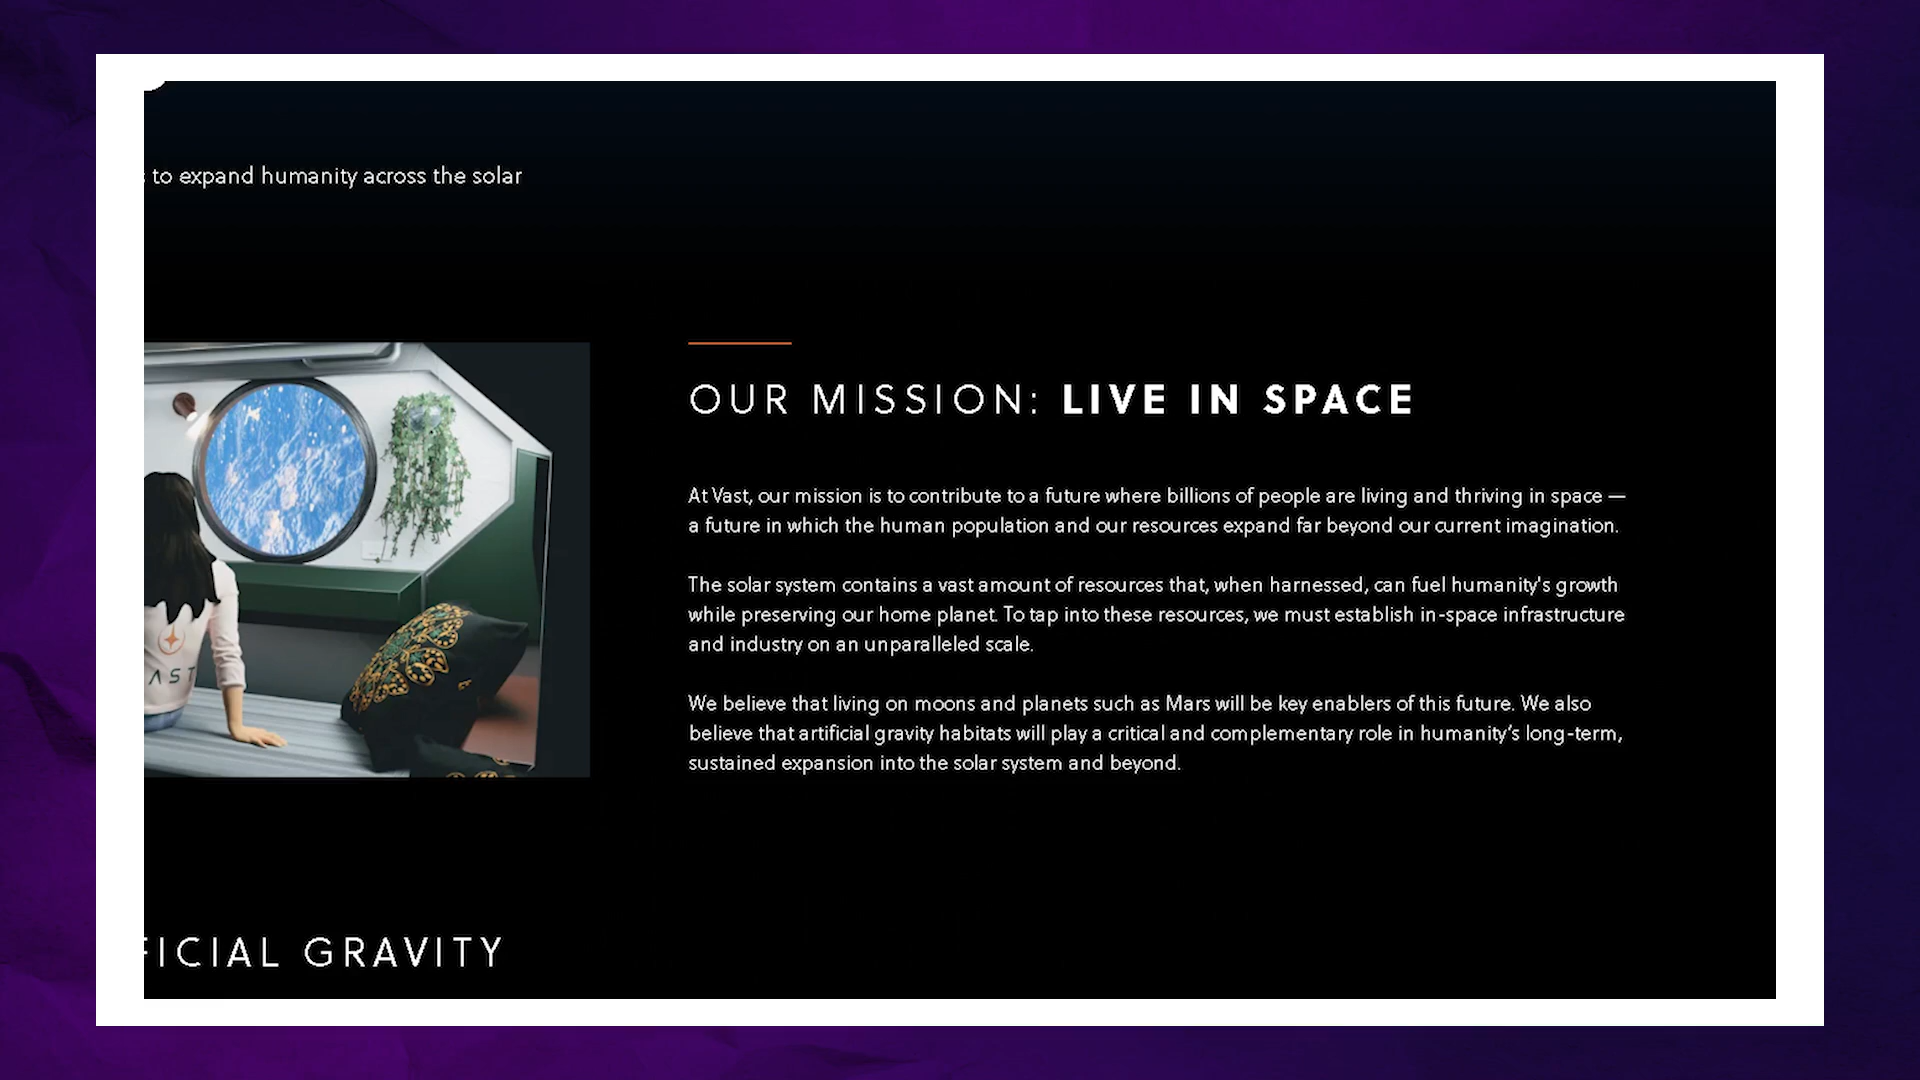 to expand humanity across the solar
OUR MISSION: LIVE IN SPACE
At Vast, our mission is to contribute to a future where billions of people are living and thriving in space —
a future in which the human population and our resources expand far beyond our current imagination.
The solar system contains a vast amount of resources that, when harnessed, can fuel humanity's growth
while preserving our home planet. To tap into these resources, we must establish in-space infrastructure
and industry on an unparalleled scale.
We believe that living on moons and planets such as Mars will be key enablers of this future. We also
believe that artificial gravity habitats will play a critical and complementary role in humanity’s long-term,
sustained expansion into the solar system and beyond.
AST
FICIAL GRAVITY